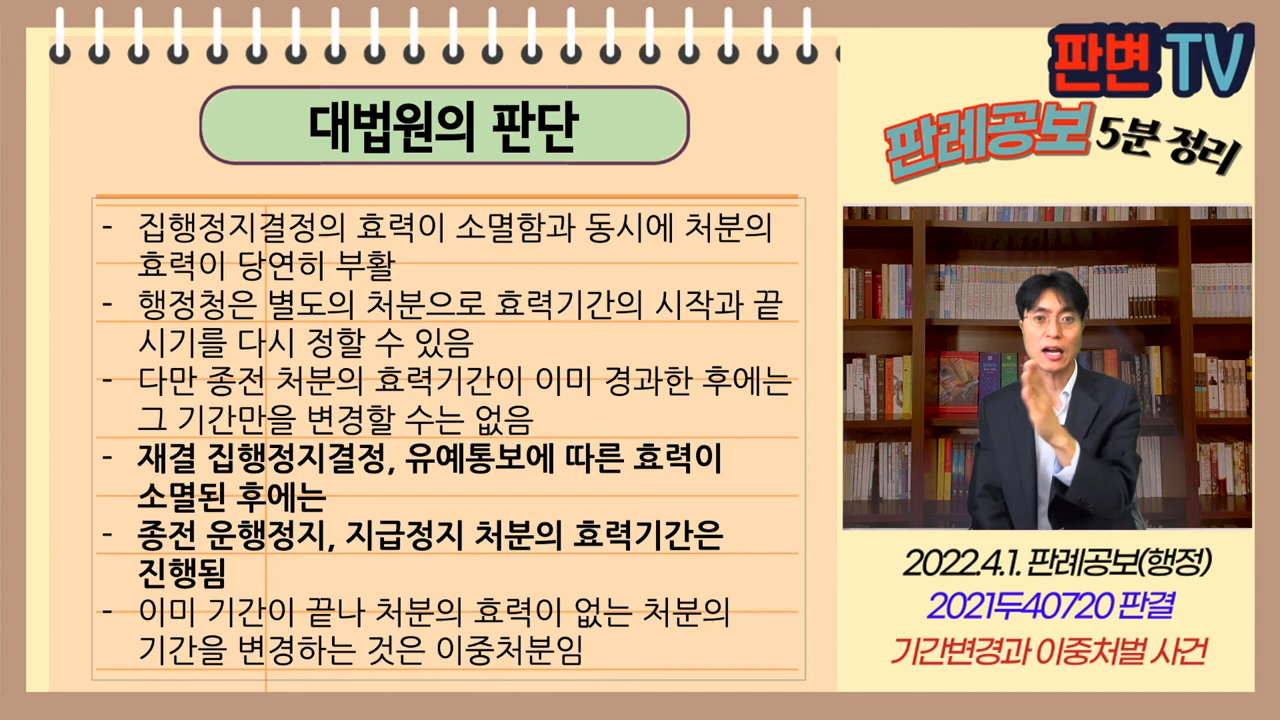 대법원의 판단
- 집행정지결정의 효력이 소멸함과 동시에 처분의
효력이 당연히 부활
- 행정청은 별도의 처분으로 효력기간의 시작과 끝
시기를 다시 정할 수 있음
- 다만 종전 처분의 효력기간이 이미 경과한 후에는
그 기간만을 변경할 수는 없음
- 재결 집행정지결정, 유예통보에 따른 효력이
소멸된 후에는
- 종전 운행정지, 지급정지 처분의 효력기간은
진행됨
- 이미 기간이 끝나 처분의 효력이 없는 처분의
기간을 변경하는 것은 이중처분임
판변 TV
판례공보 5분 정리
2022.4.1. 판례공보(행정)
2021두40720 판결
기간변경과 이중처벌 사건